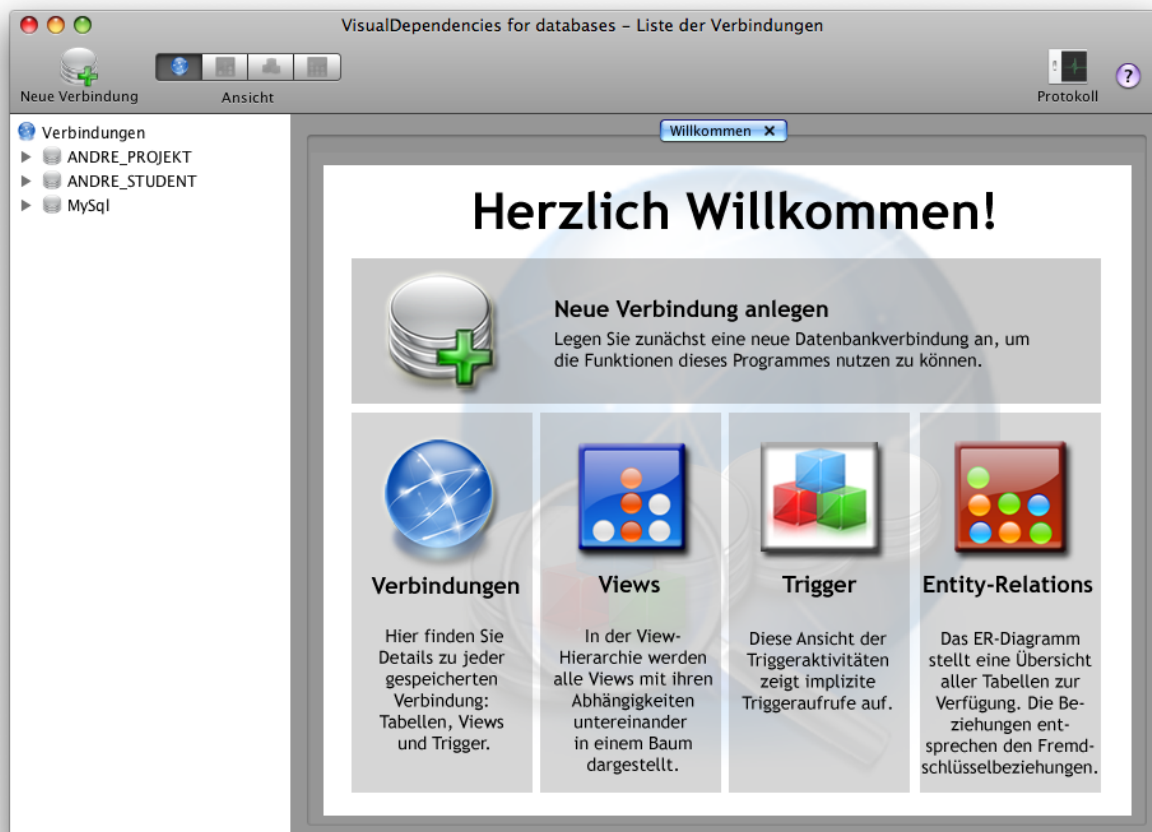 VisualDependencies for databases – Liste der Verbindungen
Neue Verbindung
Ansicht
Protokoll
?
Verbindungen
ANDRE_PROJEKT
ANDRE_STUDENT
MySql
Willkommen X
Herzlich Willkommen!
Neue Verbindung anlegen
Legen Sie zunächst eine neue Datenbankverbindung an, um
die Funktionen dieses Programmes nutzen zu können.
Verbindungen
Hier finden Sie
Details zu jeder
gespeicherten
Verbindung:
Tabellen, Views
und Trigger.
Views
In der View-
Hierarchie werden
alle Views mit ihren
Abhängigkeiten
untereinander
in einem Baum
dargestellt.
Trigger
Diese Ansicht der
Triggeraktivitäten
zeigt implizite
Triggeraufrufe auf.
Entity-Relations
Das ER-Diagramm
stellt eine Übersicht
aller Tabellen zur
Verfügung. Die Be-
ziehungen ent-
sprechen den Fremd-
schlüsselbeziehungen.